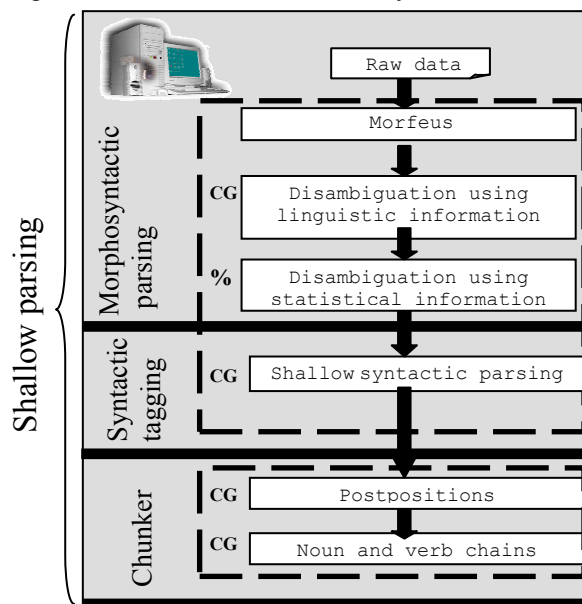 Raw data
Morfeus
CG
Disambiguation using
linguistic information
%
Disambiguation using
statistical information
Morphosyntactic
parsing
Shallow parsing
CG
Shallow syntactic parsing
Syntactic
tagging
CG
Postpositions
CG
Noun and verb chains
Chunker